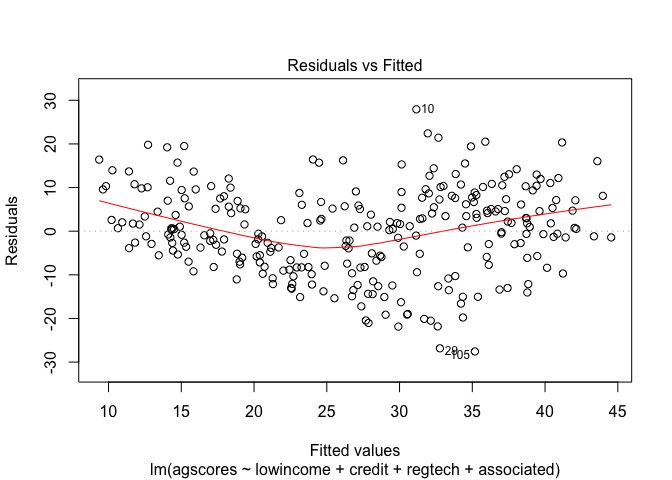 Residuals vs Fitted
Residuals
30
20
10
0
-10
-20
-30
10
29
105
10 15 20 25 30 35 40 45
Fitted values
lm(agscores ~ lowincome + credit + regtech + associated)